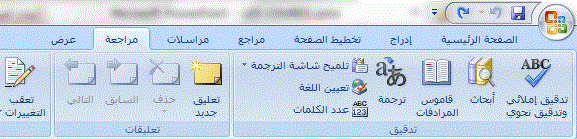 الصفحة الرئيسية إدراج تخطيط الصفحة مراجع مراسلات مراجعة عرض
تدقيق إملائي وتدقيق نحوي
أبحاث
قاموس المرادفات
ترجمة
تلميح شاشة الترجمة
تعيين اللغة
عدد الكلمات
تدقيق
تعليق جديد
حذف
السابق
التالي
تعليقات
تعقب التغييرات